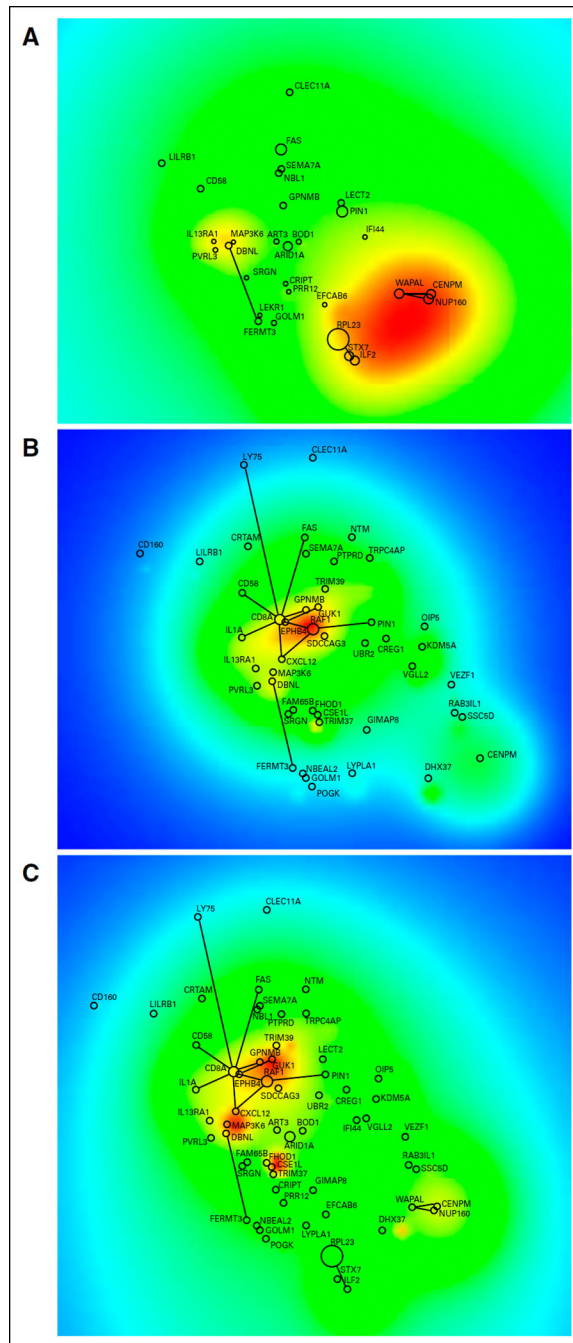 A
CLEC11A
FAS
LILRB1
SEMA7A
NBL1
CD58
GPNMB
LECT2
PIN1
IL13RA1
MAP3K6
ART3
BOD1
IFI44
PVRL3
DBNL
ARID1A
SRGN
CRIPT
PRR12
WAPAL
CENPM
EFCAB6
NUP160
LEKR1
GOLM1
FERMT3
RPL23
STX7
ILF2
B
LY75
CLEC11A
CD160
CRTAM
FAS
NTM
LILRB1
SEMA7A
PTPRD
TRPC4AP
CD58
TRIM39
GPNMB
CD8A
GUK1
RAF1
EPHB4
PIN1
OIP5
IL1A
SDCCAG3
UBR2
CREG1
KDM5A
IL13RA1
CXCL12
MAP3K6
VGLL2
PVRL3
DBNL
VEZF1
FAM65B
FHOD1
CSE1L
RAB3IL1
SRGN
TRIM37
SSC5D
GIMAP8
CENPM
FERMT3
NBEAL2
LYPLA1
GOLM1
DHX37
POGK
C
LY75
CLEC11A
FAS
NTM
CD160
CRTAM
SEMA7A
LILRB1
NBL1
PTPRD
TRPC4AP
CD58
TRIM39
GPNMB
LECT2
CD8A
GUK1
RAF1
EPHB4
PIN1
OIP5
IL1A
SDCCAG3
UBR2
CREG1
KDM5A
IL13RA1
CXCL12
MAP3K6
ART3
BOD1
IFI44
VGLL2
PVRL3
DBNL
ARID1A
VEZF1
FAM65B
FHOD1
CSE1L
RAB3IL1
SRGN
TRIM37
SSC5D
CRIPT
GIMAP8
PRR12
WAPAL
CENPM
EFCAB6
NUP160
FERMT3
NBEAL2
GOLM1
LYPLA1
DHX37
POGK
RPL23
STX7
ILF2